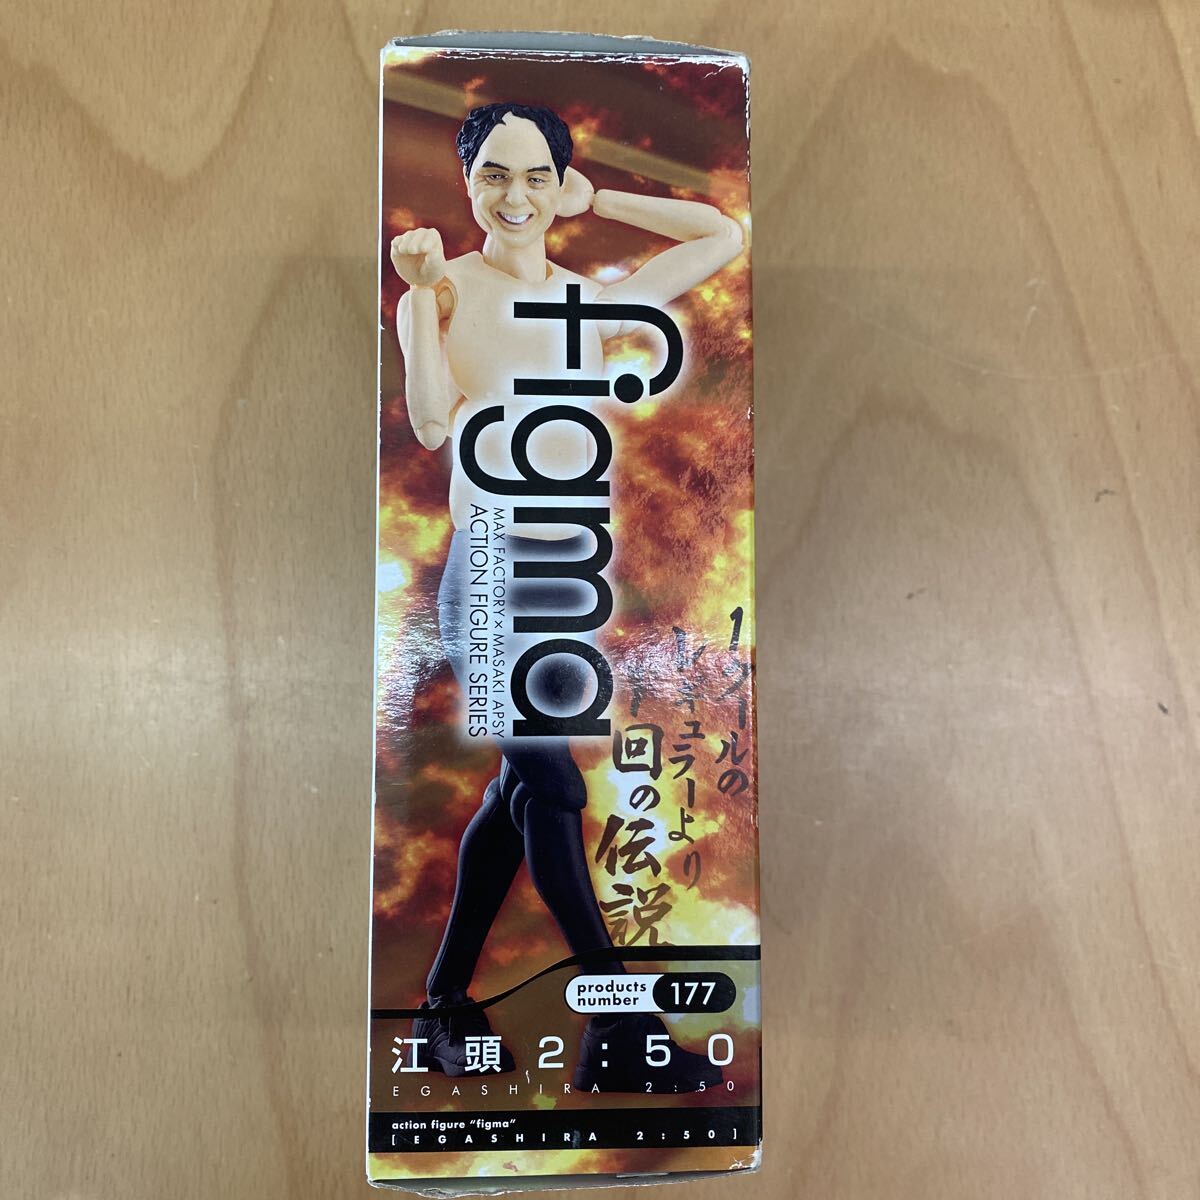 figma
MAX FACTORY × MASAKI APSY
ACTION FIGURE SERIES
1クールの
レギュラーより
1回の伝説
products
number
177
江頭2:50
EGASHIRA 2:50
action figure "figma"
[EGASHIRA 2:50]